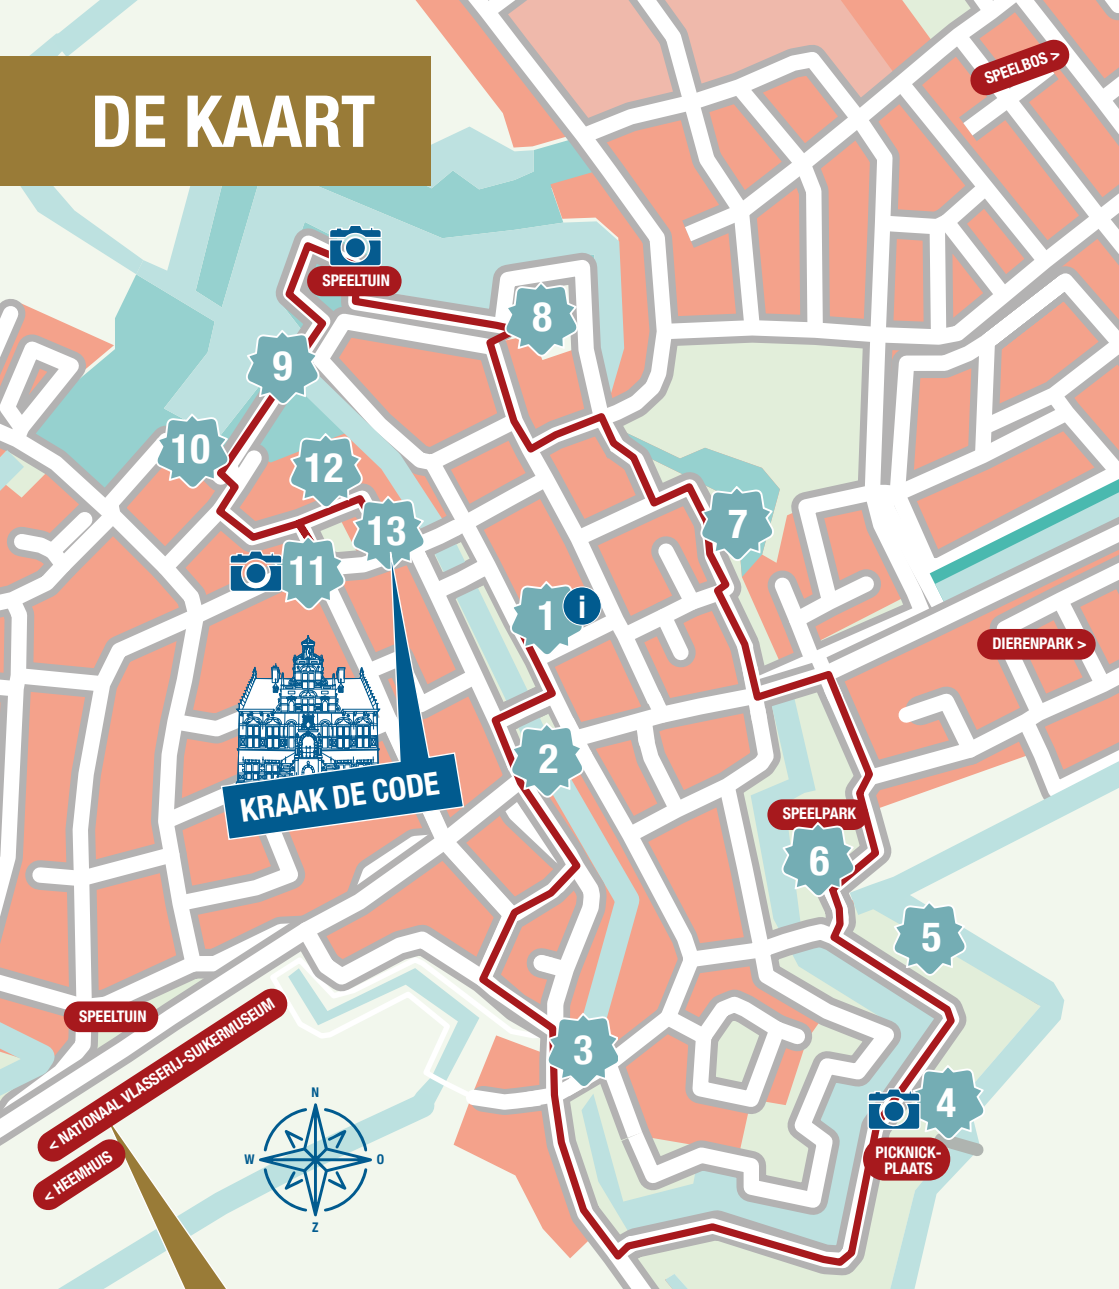 DE KAART
SPEELBOS >
SPEELTUIN
8
9
10
12
13
7
11
1
i
DIERENPARK >
2
KRAAK DE CODE
SPEELPARK
6
5
SPEELTUIN
< NATIONAAL VLASSERIJ-SUIKERMUSEUM
3
4
< HEEMHUIS
PICKNICK-
PLAATS
N
W
O
Z